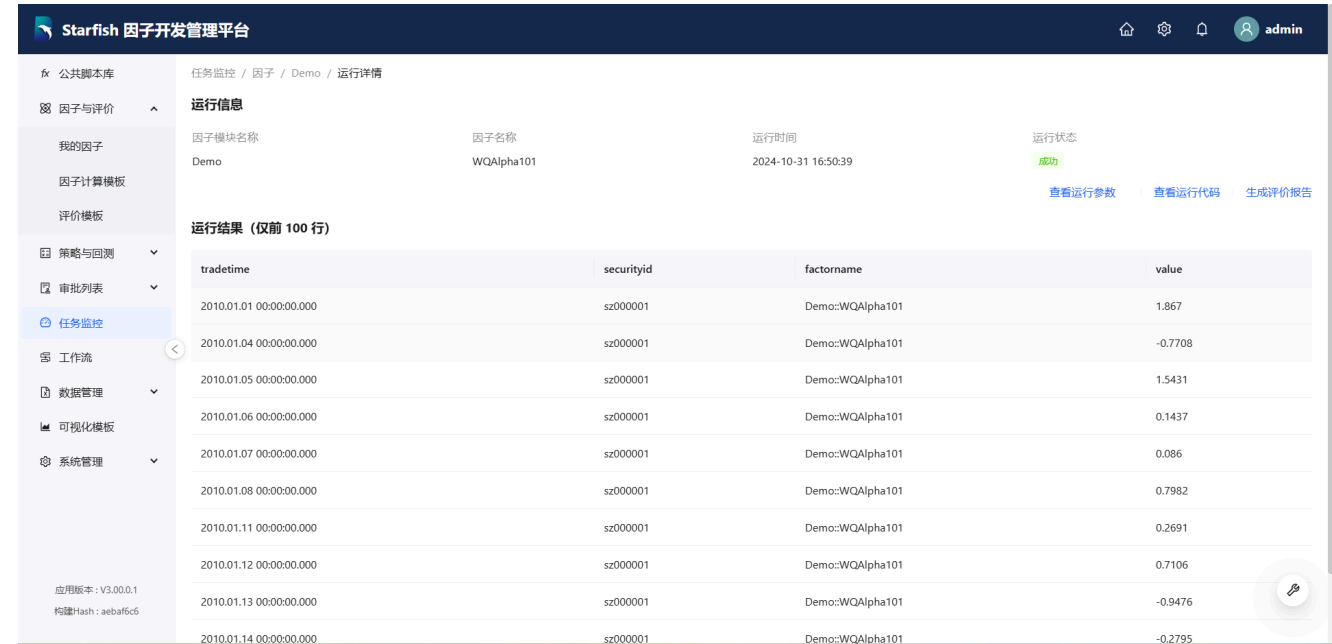 Starfish 因子开发管理平台
admin
fx 公共脚本库
因子与评价
我的因子
因子计算模板
评价模板
策略与回测
审批列表
任务监控
工作流
数据管理
可视化模板
系统管理
应用版本 : V3.00.0.1
构建Hash : aebaf6c6
任务监控 / 因子 / Demo / 运行详情
运行信息
因子模块名称 因子名称 运行时间 运行状态
Demo WQAlpha101 2024-10-31 16:50:39 成功
查看运行参数 查看运行代码 生成评价报告
运行结果（仅前 100 行）
tradetime securityid factorname value
2010.01.01 00:00:00.000 sz000001 Demo::WQAlpha101 1.867
2010.01.04 00:00:00.000 sz000001 Demo::WQAlpha101 -0.7708
2010.01.05 00:00:00.000 sz000001 Demo::WQAlpha101 1.5431
2010.01.06 00:00:00.000 sz000001 Demo::WQAlpha101 0.1437
2010.01.07 00:00:00.000 sz000001 Demo::WQAlpha101 0.086
2010.01.08 00:00:00.000 sz000001 Demo::WQAlpha101 0.7982
2010.01.11 00:00:00.000 sz000001 Demo::WQAlpha101 0.2691
2010.01.12 00:00:00.000 sz000001 Demo::WQAlpha101 0.7106
2010.01.13 00:00:00.000 sz000001 Demo::WQAlpha101 -0.9476
2010.01.14 00:00:00.000 sz000001 Demo::WQAlpha101 -0.2795